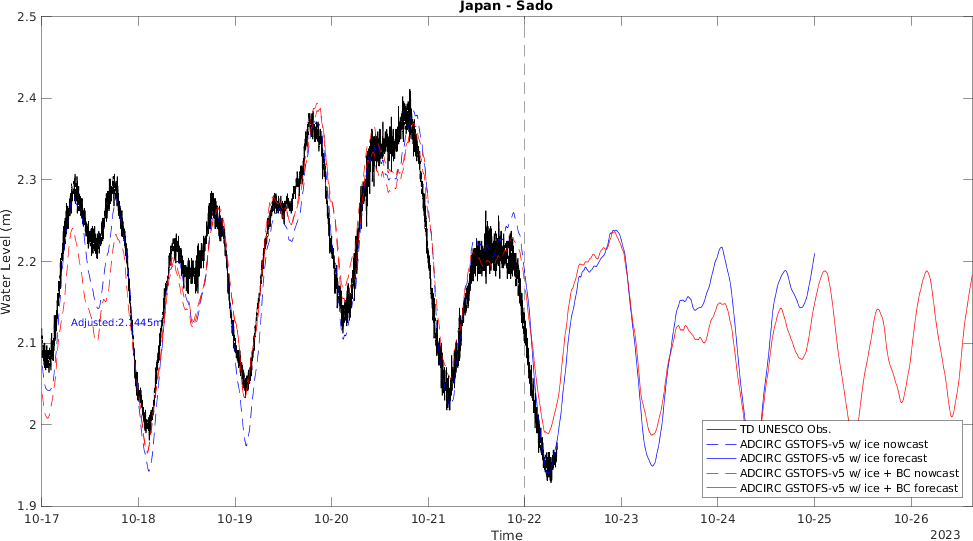 Japan - Sado
2.5
2.4
2.3
2.2
2.1
2
1.9
Water Level (m)
Adjusted:2.1445m
TD UNESCO Obs.
ADCIRC GSTOFS-v5 w/ ice nowcast
ADCIRC GSTOFS-v5 w/ ice forecast
ADCIRC GSTOFS-v5 w/ ice + BC nowcast
ADCIRC GSTOFS-v5 w/ ice + BC forecast
10-17 10-18 10-19 10-20 10-21 10-22 10-23 10-24 10-25 10-26
Time
2023